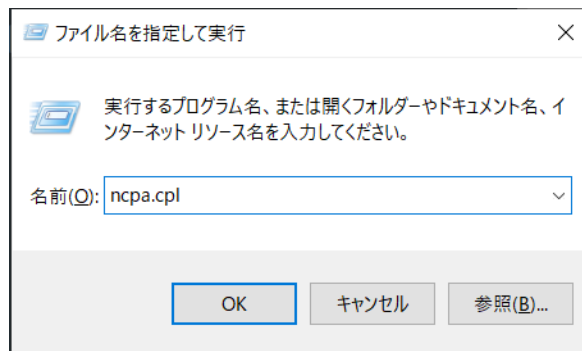 ファイル名を指定して実行
実行するプログラム名、または開くフォルダーやドキュメント名、イ
ンターネット リソース名を入力してください。
名前(O): ncpa.cpl
OK キャンセル 参照(B)...